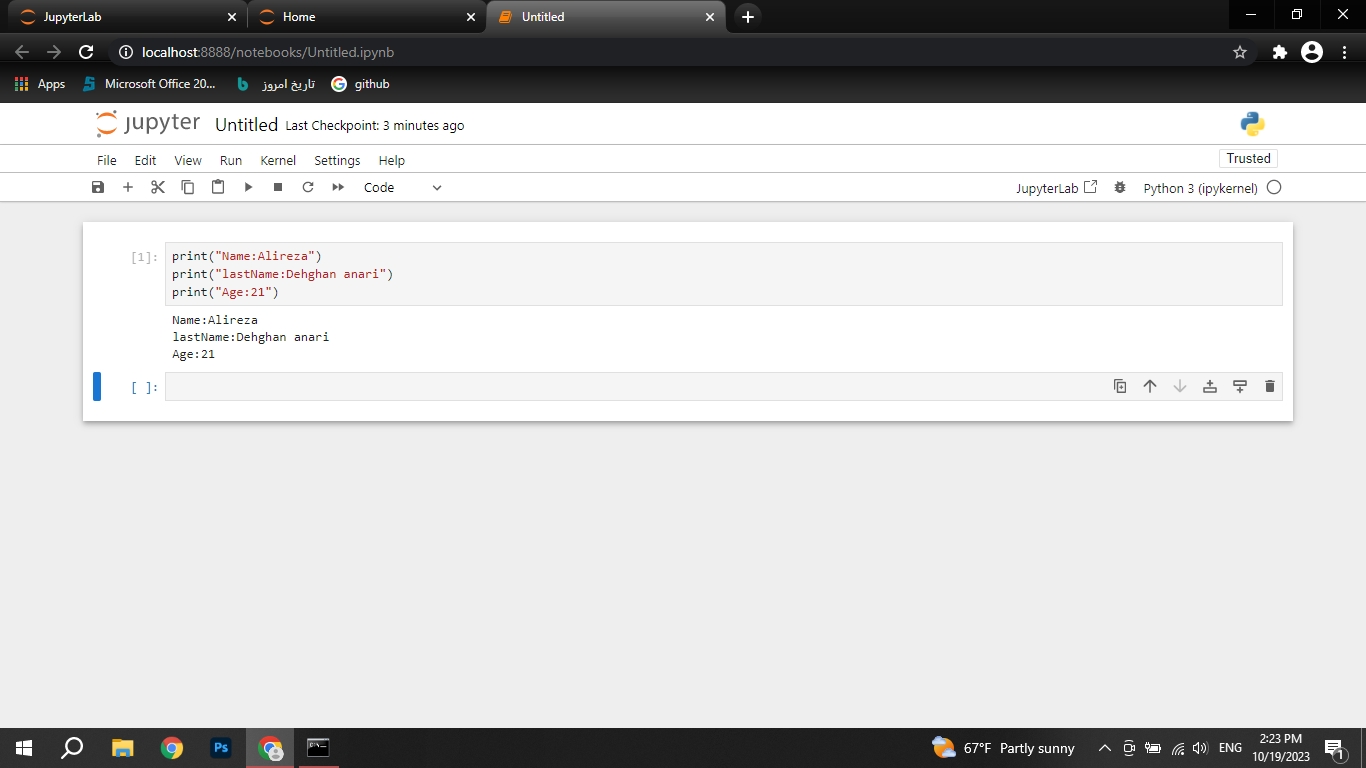 JupyterLab
Home
Untitled
localhost:8888/notebooks/Untitled.ipynb
Apps
Microsoft Office 20...
تاریخ امروز
github
jupyter Untitled Last Checkpoint: 3 minutes ago
File Edit View Run Kernel Settings Help
Trusted
Code
JupyterLab
Python 3 (ipykernel)
[1]:
print("Name:Alireza")
print("lastName:Dehghan anari")
print("Age:21")
Name:Alireza
lastName:Dehghan anari
Age:21
[ ]:
Ps
67°F Partly sunny
ENG
2:23 PM
10/19/2023
1